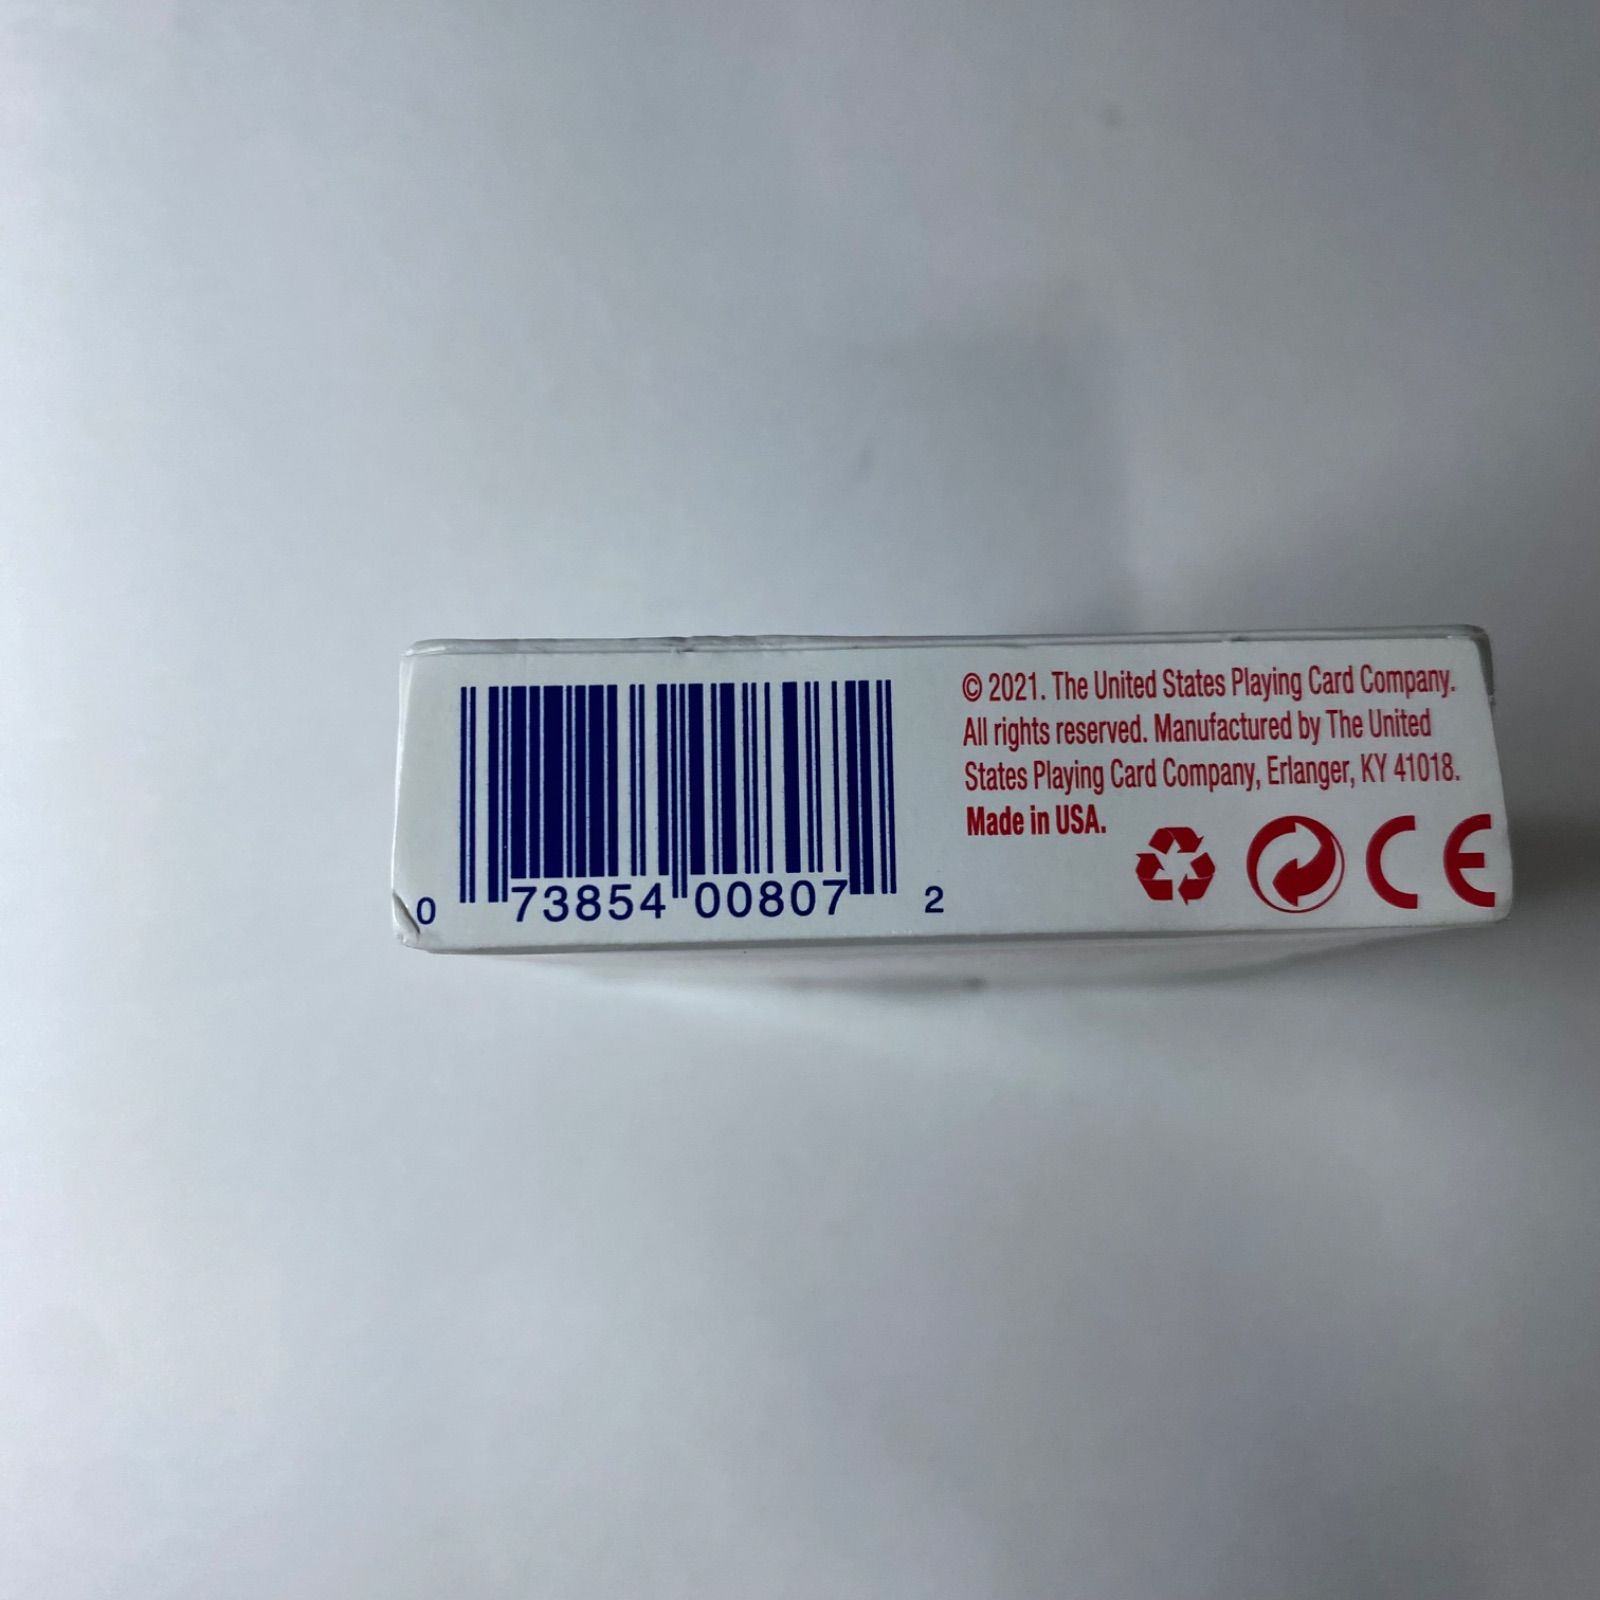 © 2021. The United States Playing Card Company.
All rights reserved. Manufactured by The United
States Playing Card Company, Erlanger, KY 41018.
Made in USA.
CE
0 73854 00807 2